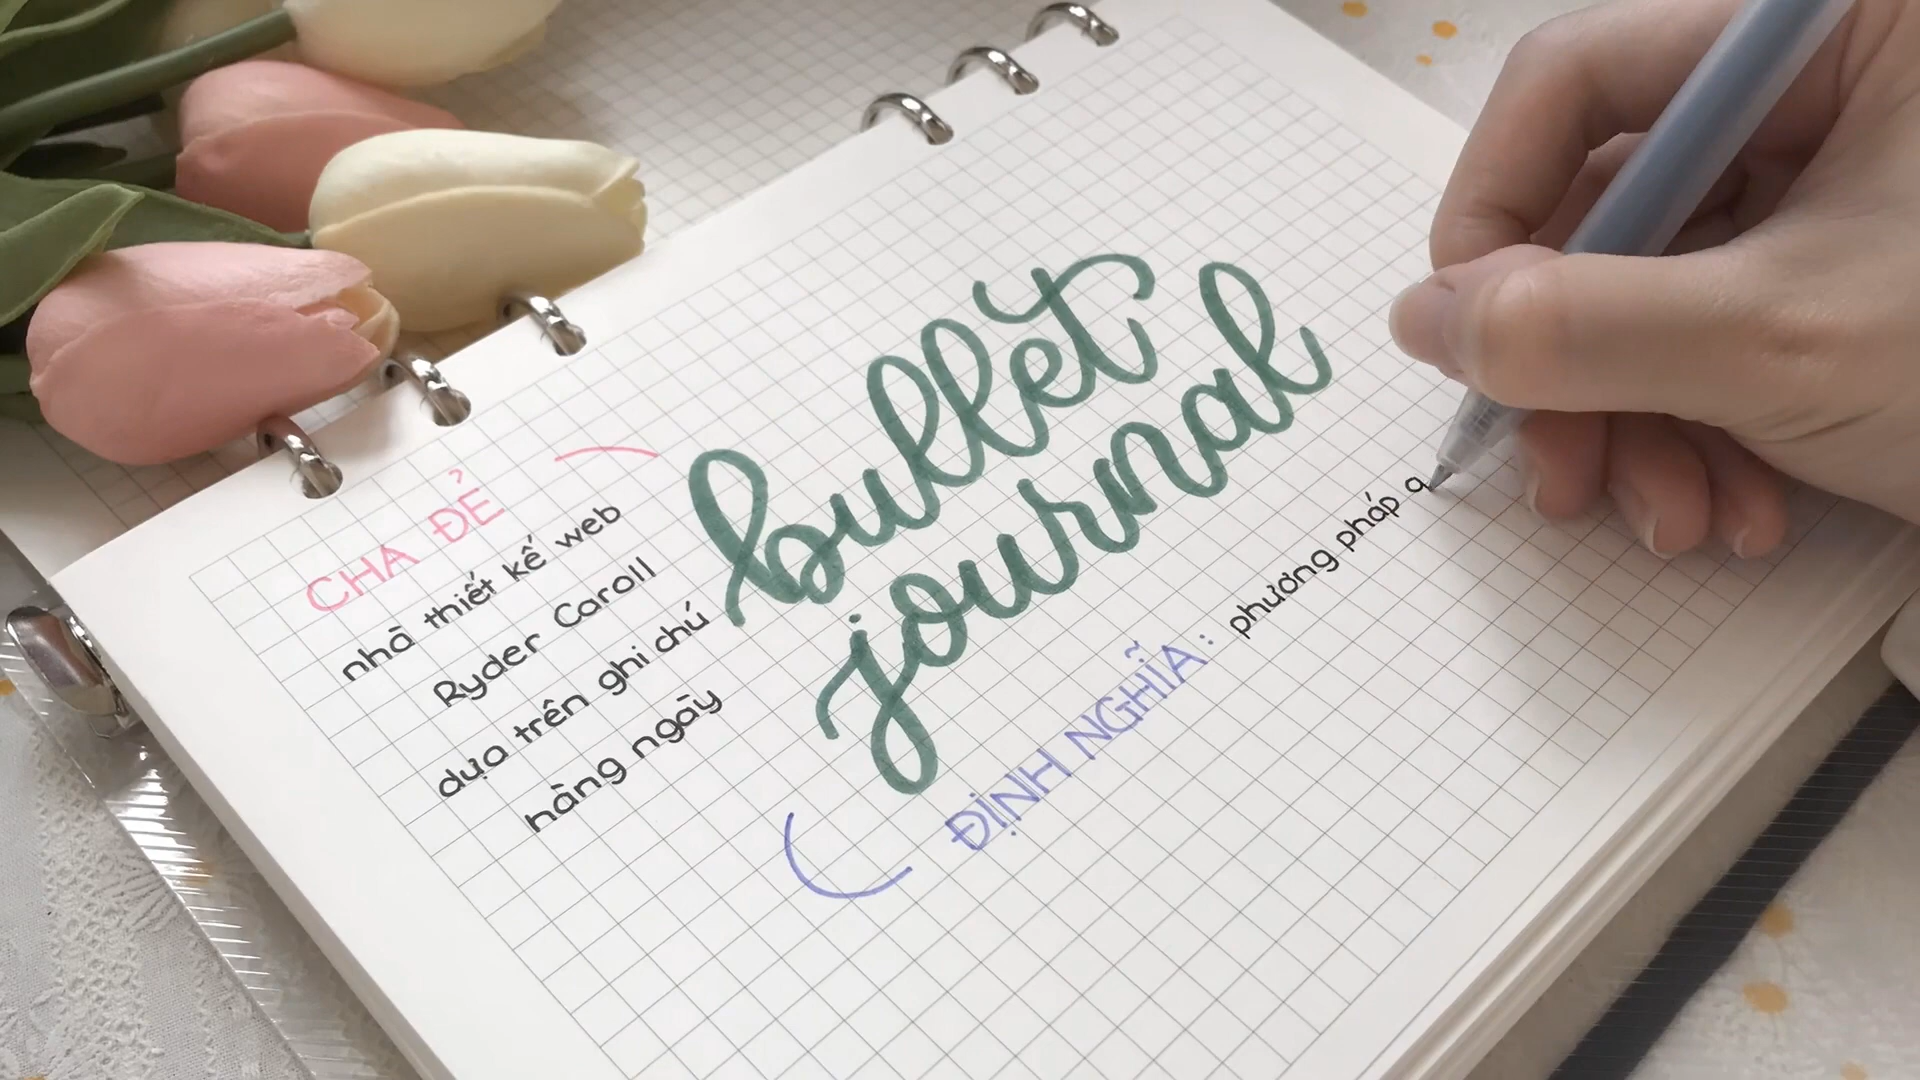 bullet
journal
CHA ĐẺ
nhà thiết kế web
Ryder Caroll
dựa trên ghi chú
hàng ngày
ĐỊNH NGHĨA: phương pháp q